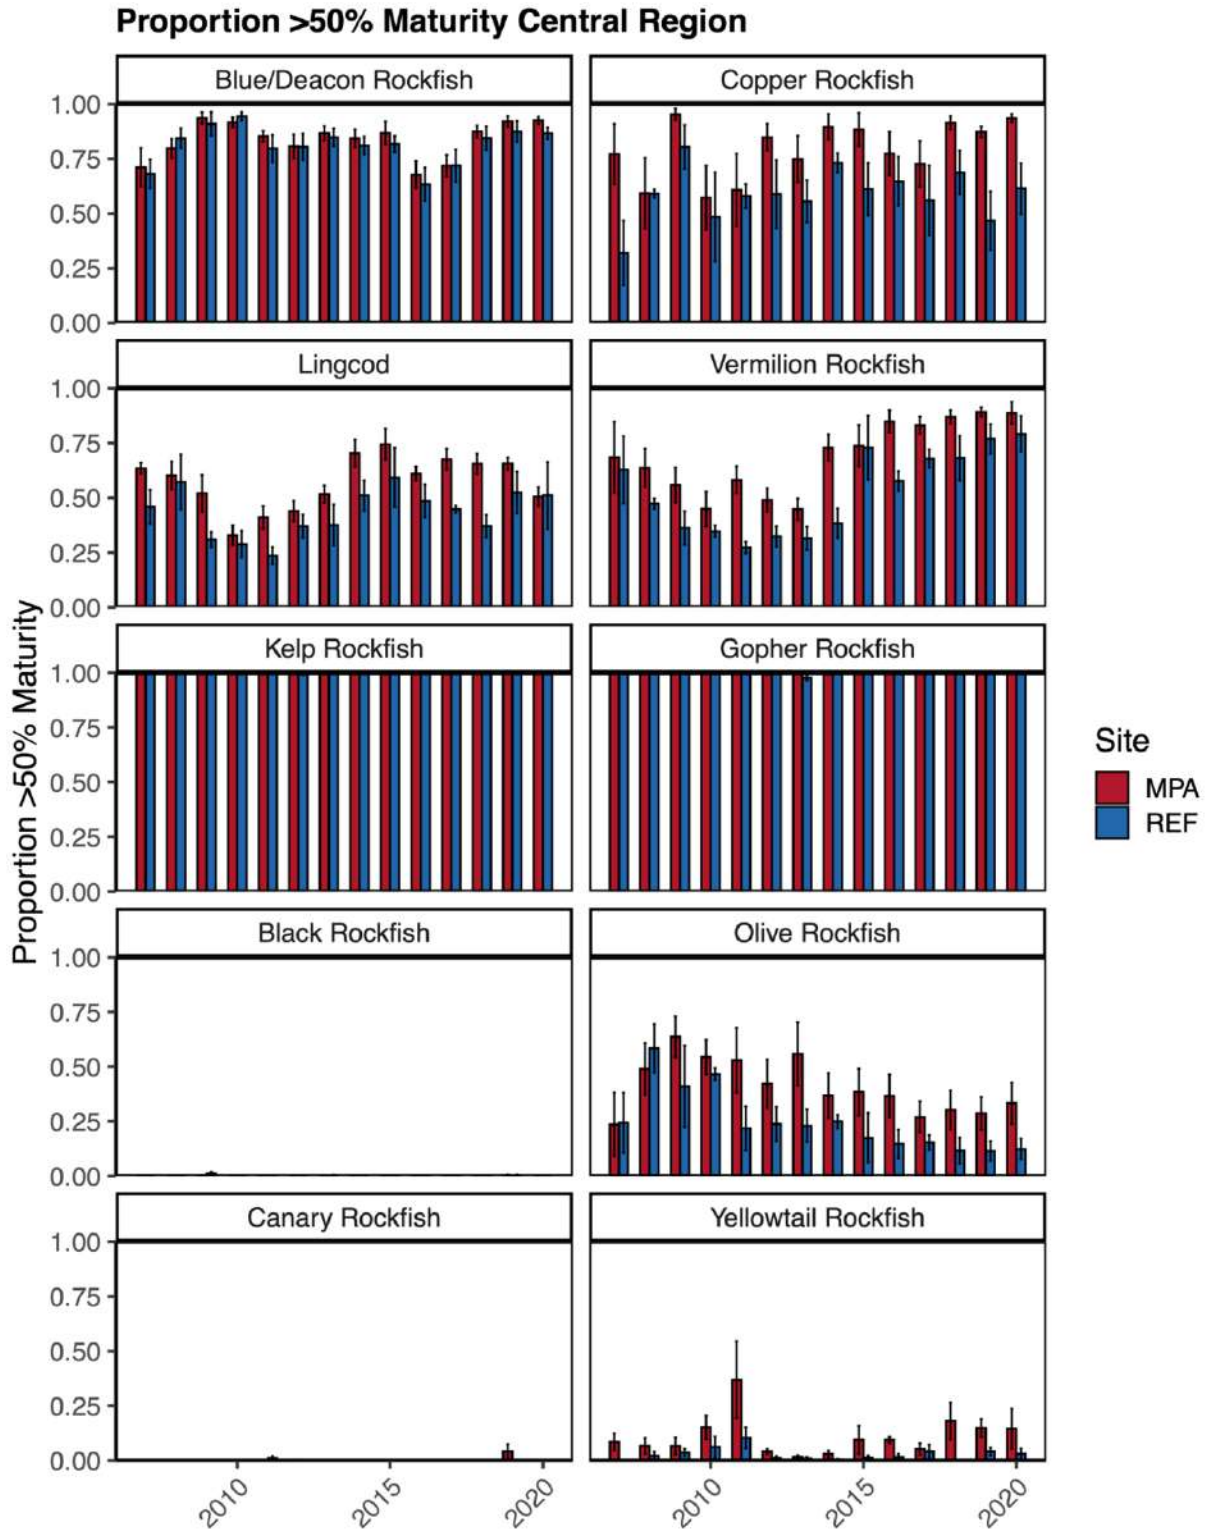 Proportion >50% Maturity Central Region
Blue/Deacon Rockfish
Copper Rockfish
1.00
0.75
0.50
0.25
0.00
Lingcod
Vermilion Rockfish
1.00
0.75
0.50
0.25
0.00
Kelp Rockfish
Gopher Rockfish
1.00
0.75
0.50
0.25
0.00
Proportion >50% Maturity
Site
MPA
REF
Black Rockfish
Olive Rockfish
1.00
0.75
0.50
0.25
0.00
Canary Rockfish
Yellowtail Rockfish
1.00
0.75
0.50
0.25
0.00
2010
2015
2020
2010
2015
2020